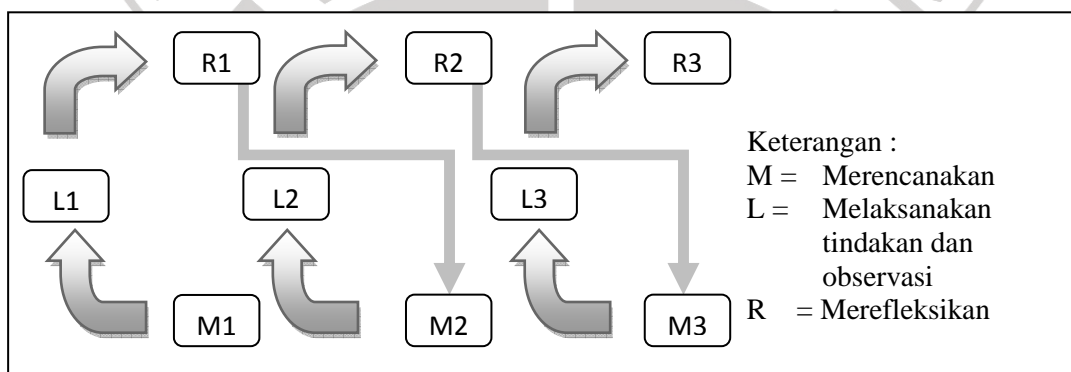 R1 R2 R3
Keterangan :
M = Merencanakan
L1 L2 L3
L = Melaksanakan
tindakan dan
observasi
M1 M2 M3
R = Merefleksikan